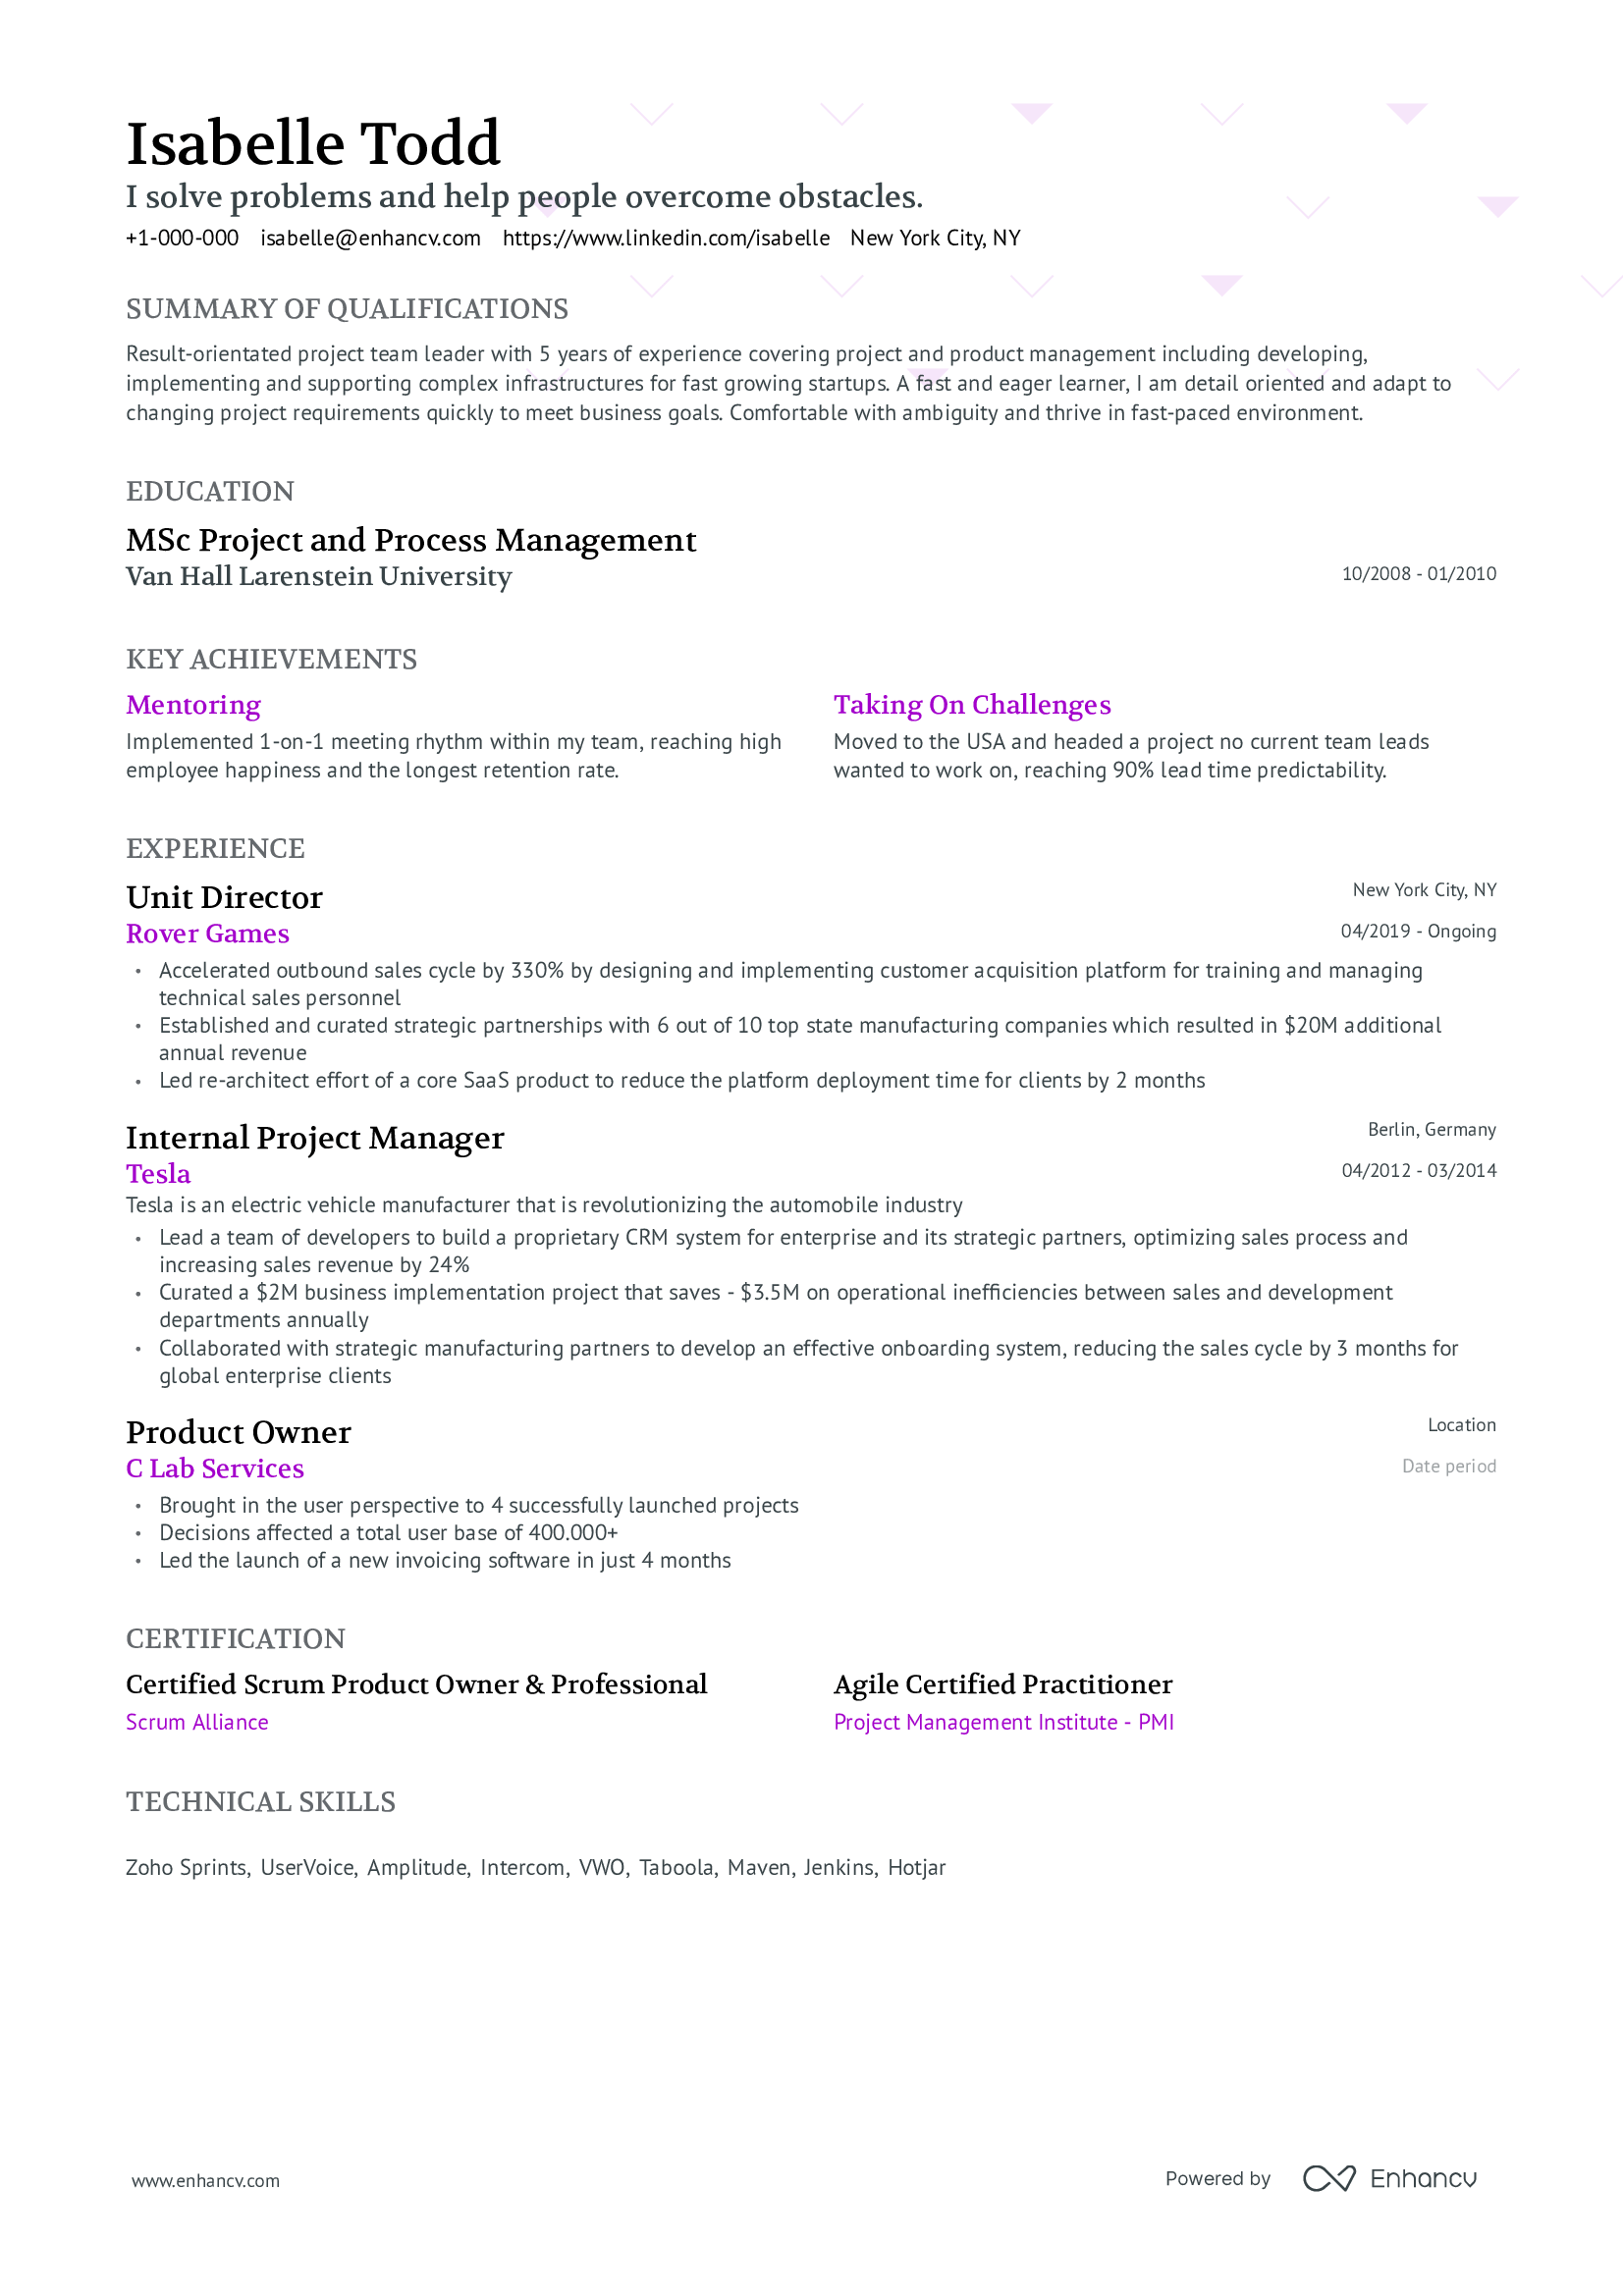 Isabelle Todd
I solve problems and help people overcome obstacles.
+1-000-000 isabelle@enhancv.com https://www.linkedin.com/isabelle New York City, NY
SUMMARY OF QUALIFICATIONS
Result-orientated project team leader with 5 years of experience covering project and product management including developing,
implementing and supporting complex infrastructures for fast growing startups. A fast and eager learner, I am detail oriented and adapt to
changing project requirements quickly to meet business goals. Comfortable with ambiguity and thrive in fast-paced environment.
EDUCATION
MSc Project and Process Management
Van Hall Larenstein University 10/2008 - 01/2010
KEY ACHIEVEMENTS
Mentoring
Implemented 1-on-1 meeting rhythm within my team, reaching high
employee happiness and the longest retention rate.
Taking On Challenges
Moved to the USA and headed a project no current team leads
wanted to work on, reaching 90% lead time predictability.
EXPERIENCE
Unit Director New York City, NY
Rover Games 04/2019 - Ongoing
• Accelerated outbound sales cycle by 330% by designing and implementing customer acquisition platform for training and managing
technical sales personnel
• Established and curated strategic partnerships with 6 out of 10 top state manufacturing companies which resulted in $20M additional
annual revenue
• Led re-architect effort of a core SaaS product to reduce the platform deployment time for clients by 2 months
Internal Project Manager Berlin, Germany
Tesla 04/2012 - 03/2014
Tesla is an electric vehicle manufacturer that is revolutionizing the automobile industry
• Lead a team of developers to build a proprietary CRM system for enterprise and its strategic partners, optimizing sales process and
increasing sales revenue by 24%
• Curated a $2M business implementation project that saves - $3.5M on operational inefficiencies between sales and development
departments annually
• Collaborated with strategic manufacturing partners to develop an effective onboarding system, reducing the sales cycle by 3 months for
global enterprise clients
Product Owner Location
C Lab Services Date period
• Brought in the user perspective to 4 successfully launched projects
• Decisions affected a total user base of 400.000+
• Led the launch of a new invoicing software in just 4 months
CERTIFICATION
Certified Scrum Product Owner & Professional
Scrum Alliance
Agile Certified Practitioner
Project Management Institute - PMI
TECHNICAL SKILLS
Zoho Sprints, UserVoice, Amplitude, Intercom, VWO, Taboola, Maven, Jenkins, Hotjar
www.enhancv.com Powered by Enhancv